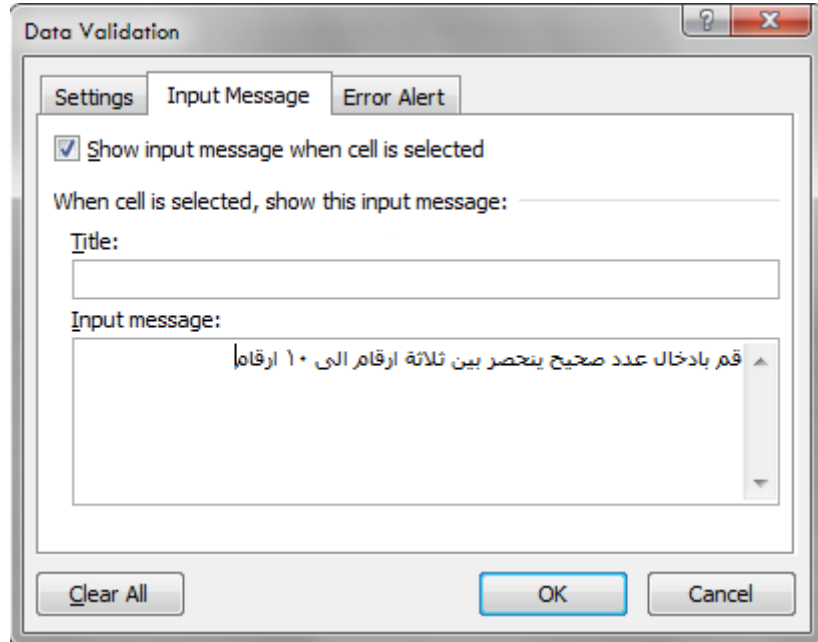 Data Validation
Settings
Input Message
Error Alert
Show input message when cell is selected
When cell is selected, show this input message:
Title:
Input message:
قم بادخال عدد صحيح ينحصر بين ثلاثة ارقام الى ١٠ ارقام
Clear All
OK
Cancel